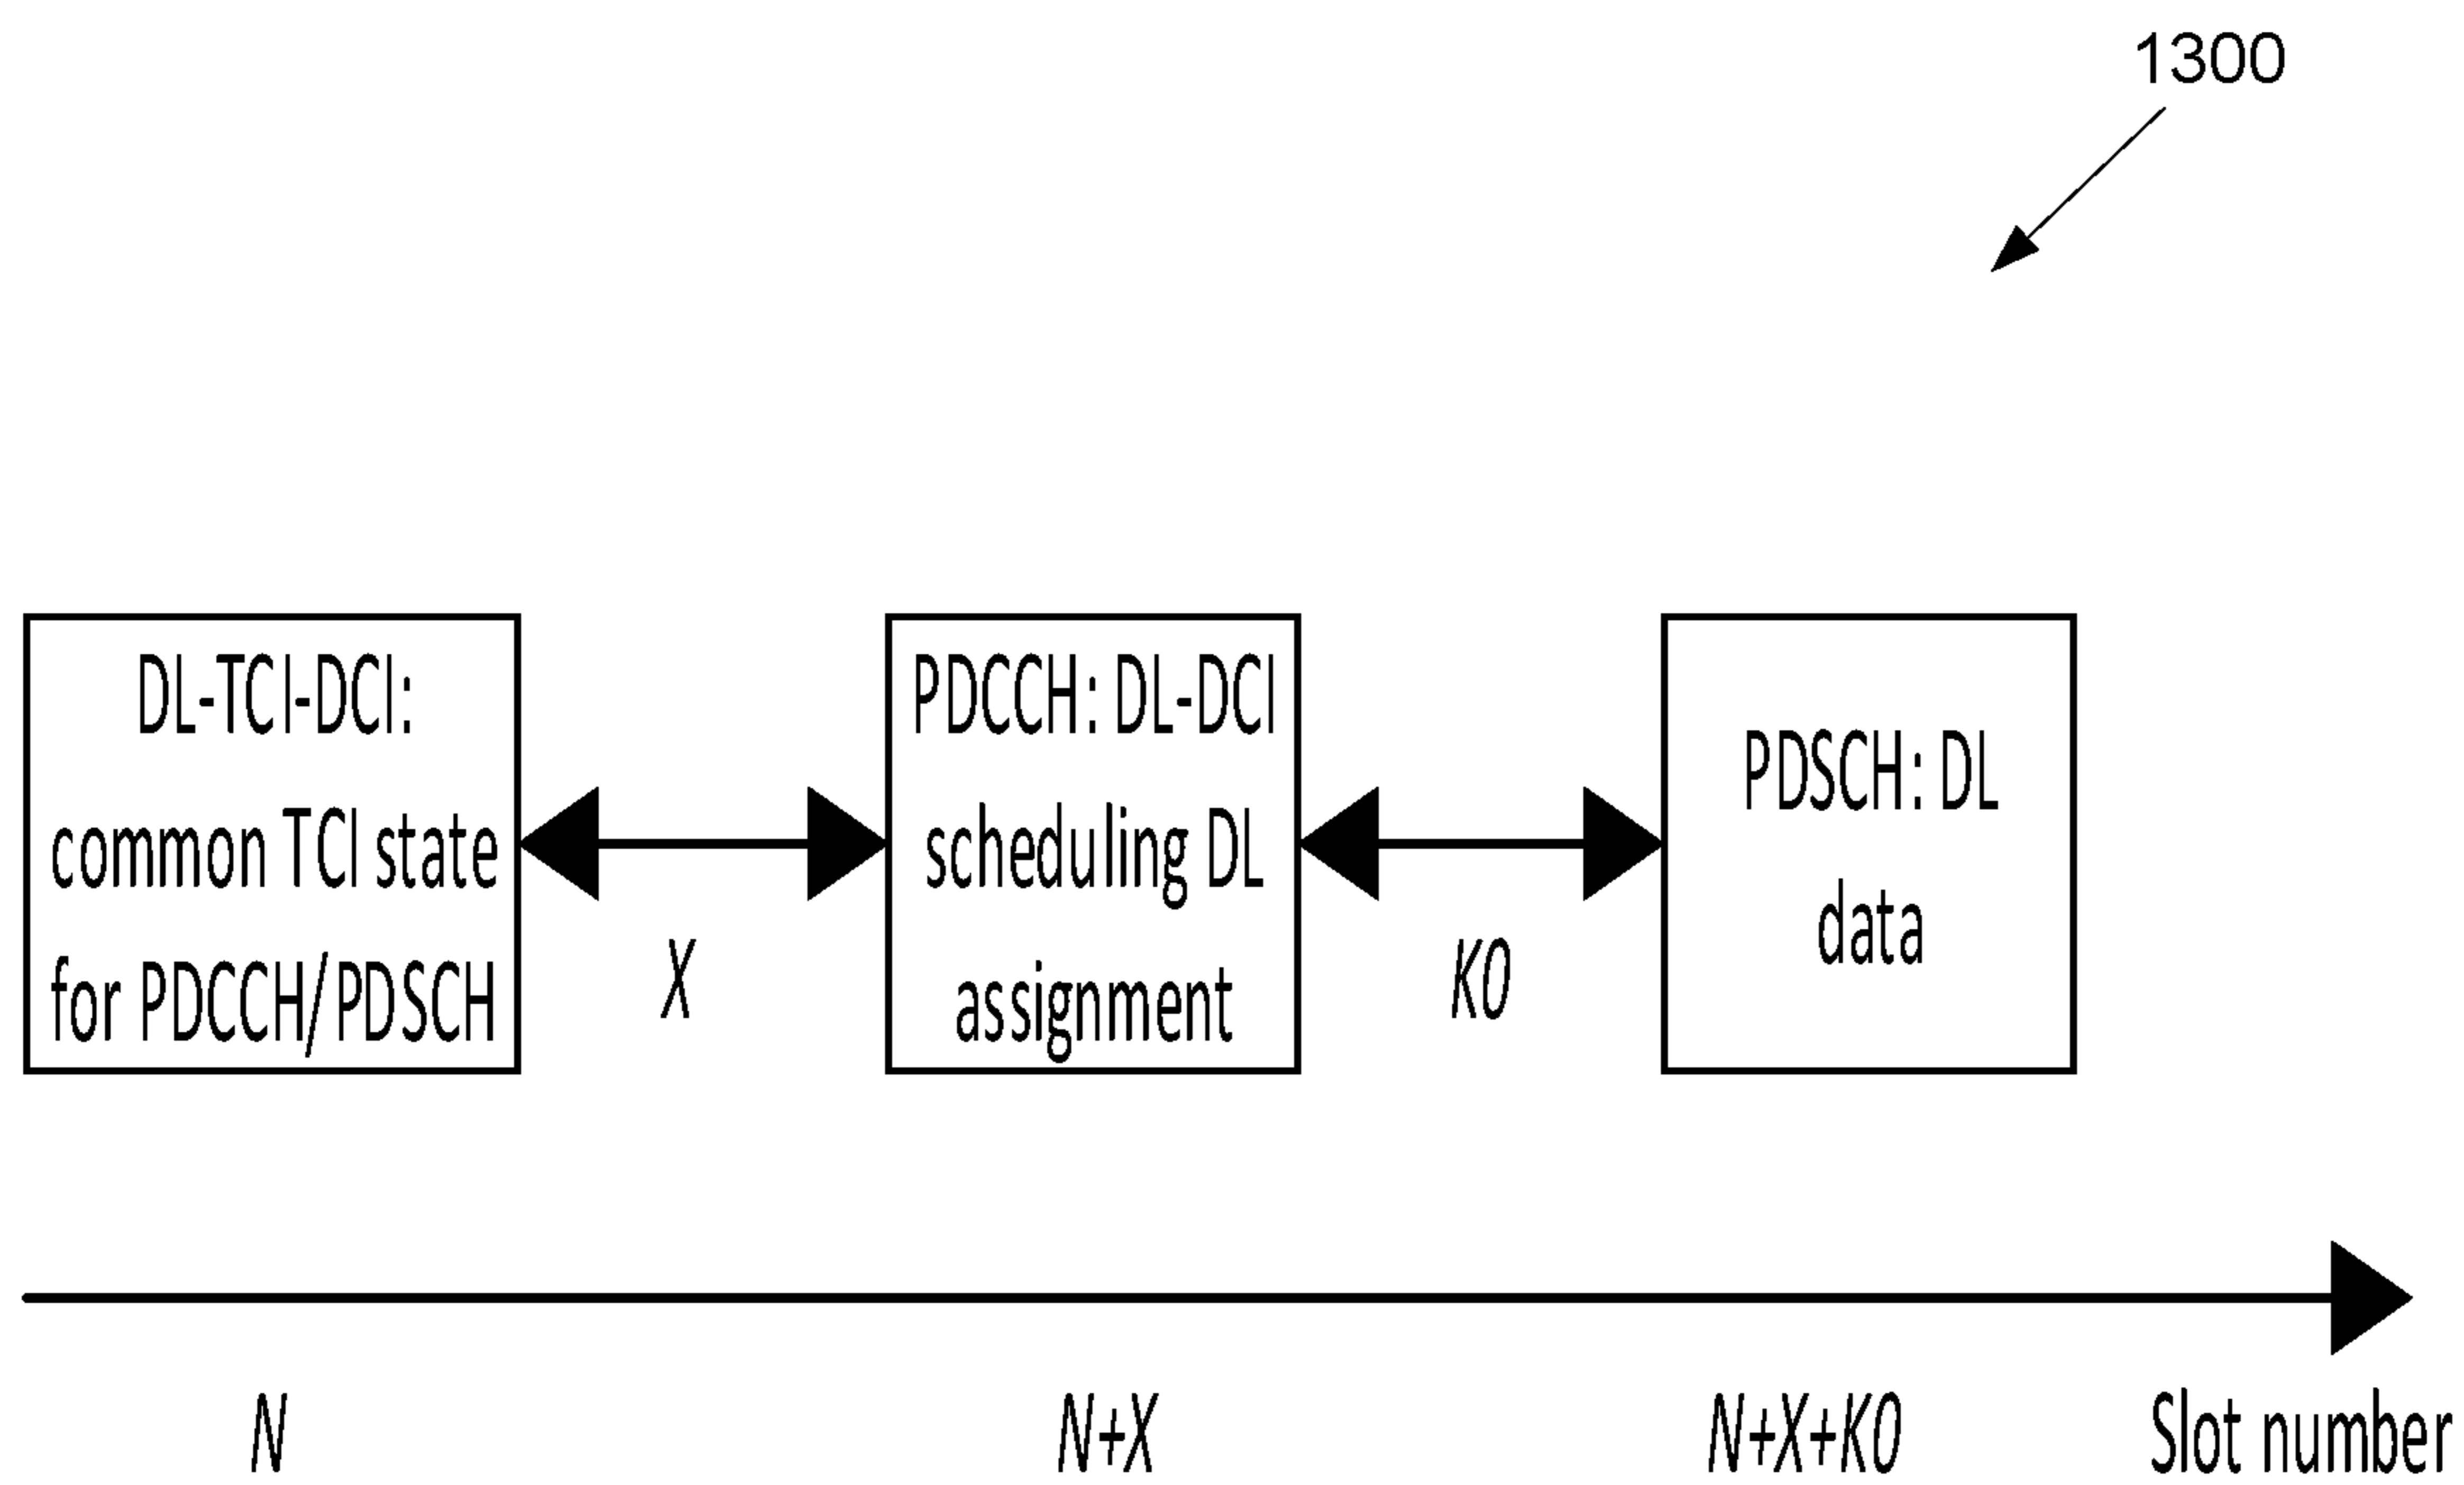 1300
DL-TCI-DCI:
common TCI state
for PDCCH/PDSCH
X
PDCCH: DL-DCI
scheduling DL
assignment
K0
PDSCH: DL
data
N
N+X
N+X+K0
Slot number